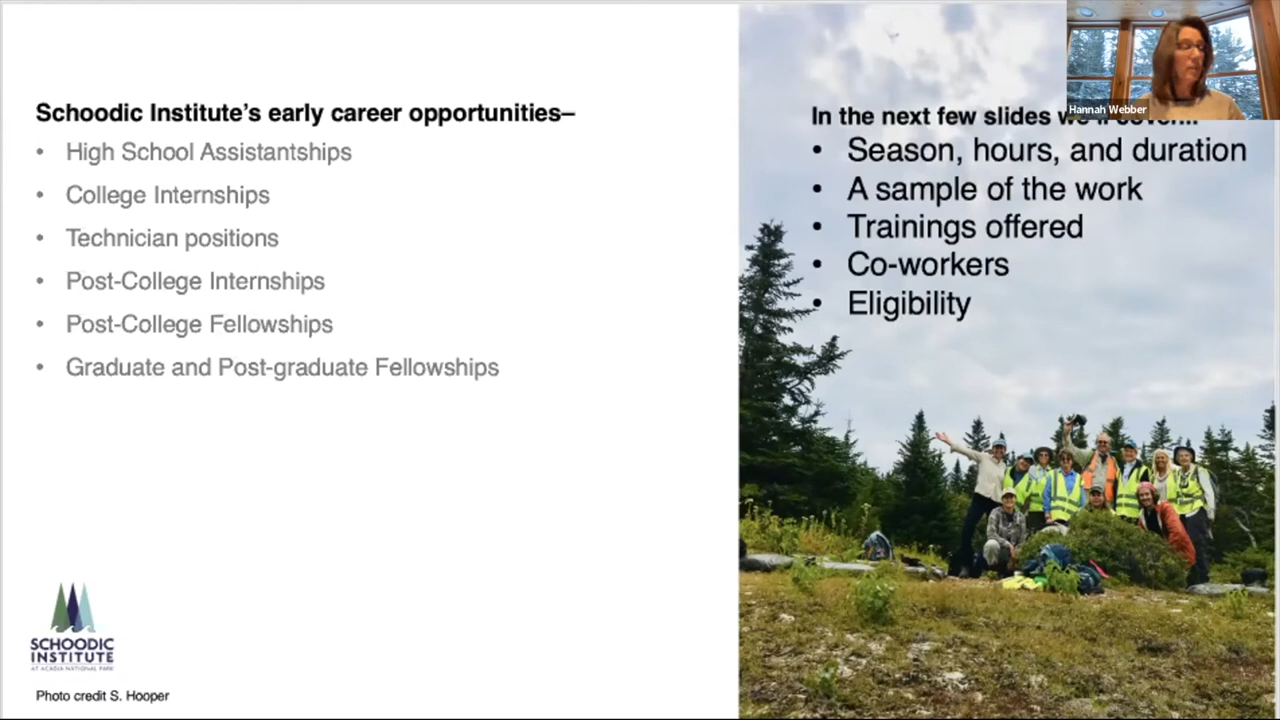 Schoodic Institute's early career opportunities–
• High School Assistantships
• College Internships
• Technician positions
• Post-College Internships
• Post-College Fellowships
• Graduate and Post-graduate Fellowships
SCHOODIC
INSTITUTE
AT ACADIA NATIONAL PARK
Photo credit S. Hooper
In the next few slides
• Season, hours, and duration
• A sample of the work
• Trainings offered
• Co-workers
• Eligibility
Hannah Webber